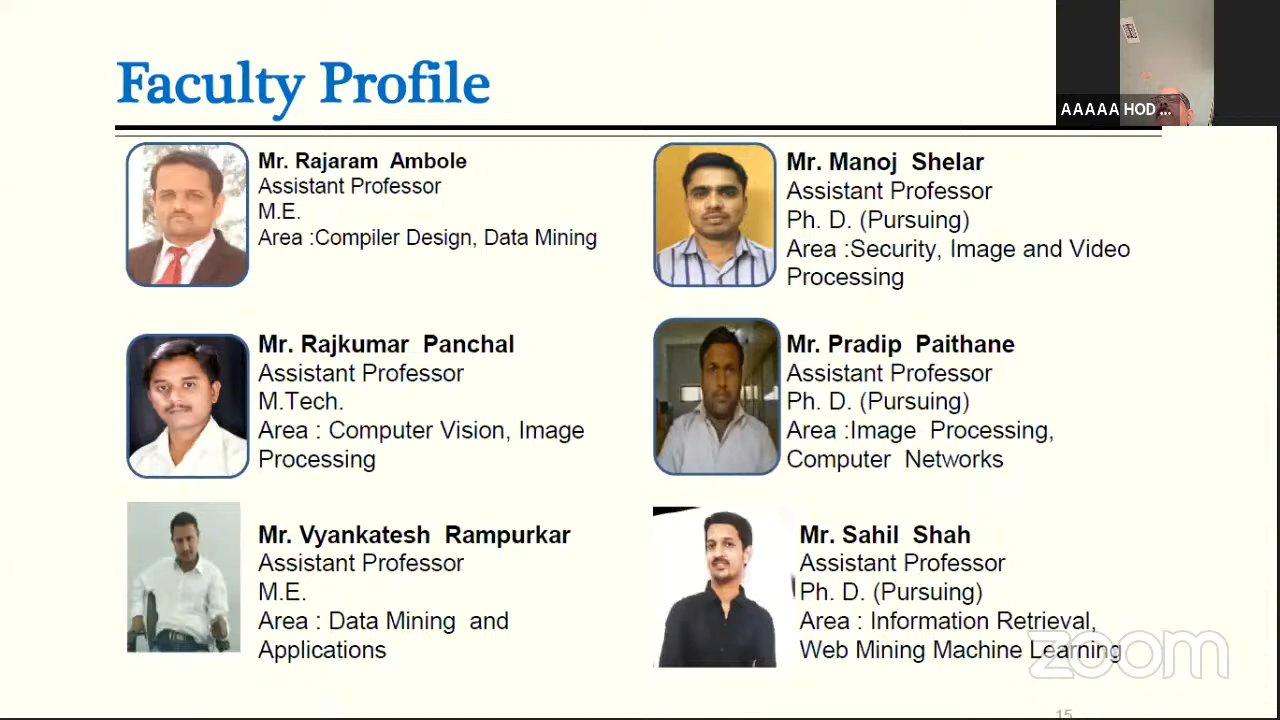 Faculty Profile
AAAAA HOD ...
Mr. Rajaram Ambole
Assistant Professor
M.E.
Area :Compiler Design, Data Mining
Mr. Manoj Shelar
Assistant Professor
Ph. D. (Pursuing)
Area :Security, Image and Video
Processing
Mr. Rajkumar Panchal
Assistant Professor
M.Tech.
Area : Computer Vision, Image
Processing
Mr. Pradip Paithane
Assistant Professor
Ph. D. (Pursuing)
Area :Image Processing,
Computer Networks
Mr. Vyankatesh Rampurkar
Assistant Professor
M.E.
Area : Data Mining and
Applications
Mr. Sahil Shah
Assistant Professor
Ph. D. (Pursuing)
Area : Information Retrieval,
Web Mining Machine Learning
zoom
15